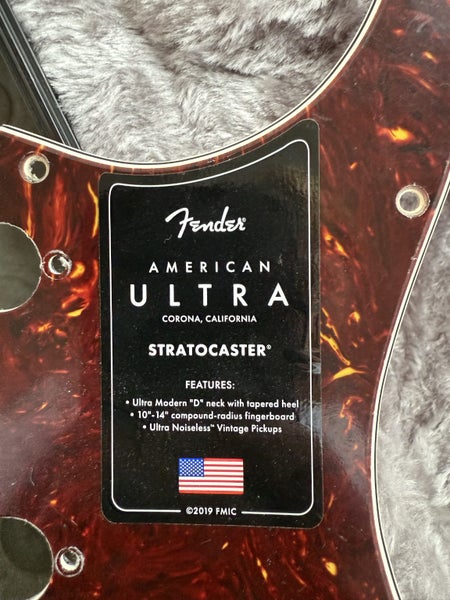 Fender
AMERICAN
ULTRA
CORONA, CALIFORNIA
STRATOCASTER®
FEATURES:
• Ultra Modern "D" neck with tapered heel
• 10"-14" compound-radius fingerboard
• Ultra Noiseless™ Vintage Pickups
©2019 FMIC